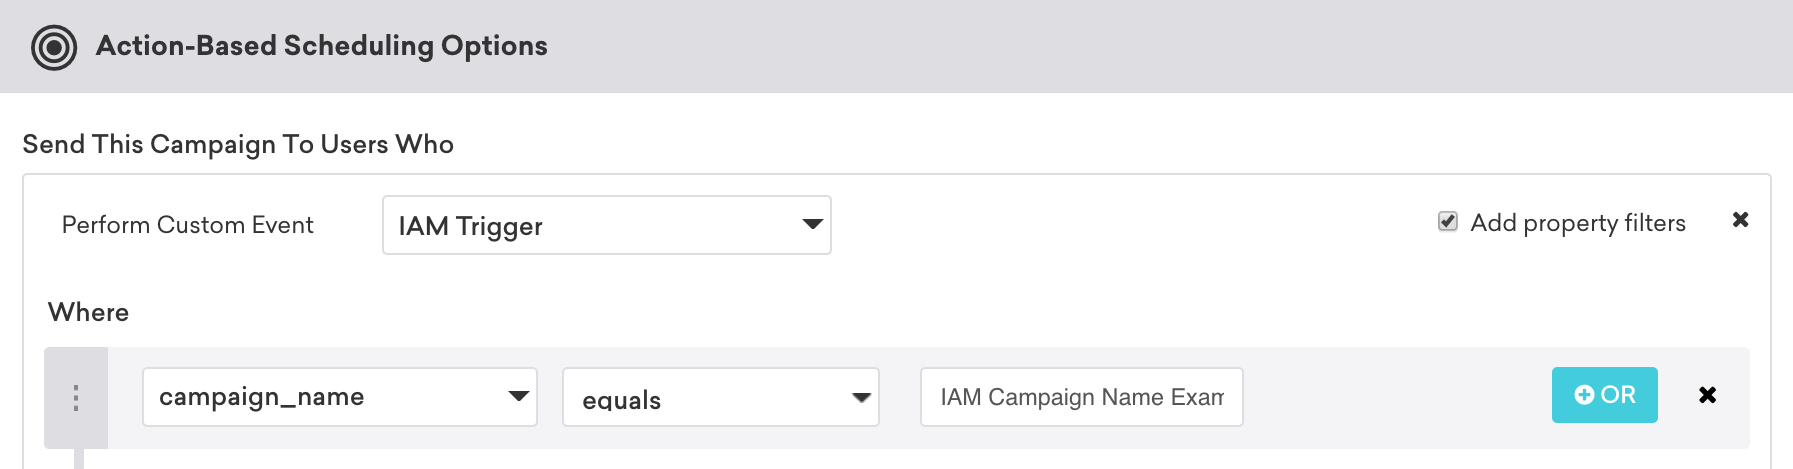 Action-Based Scheduling Options
Send This Campaign To Users Who
Perform Custom Event IAM Trigger Add property filters
Where
campaign_name equals IAM Campaign Name Exam OR